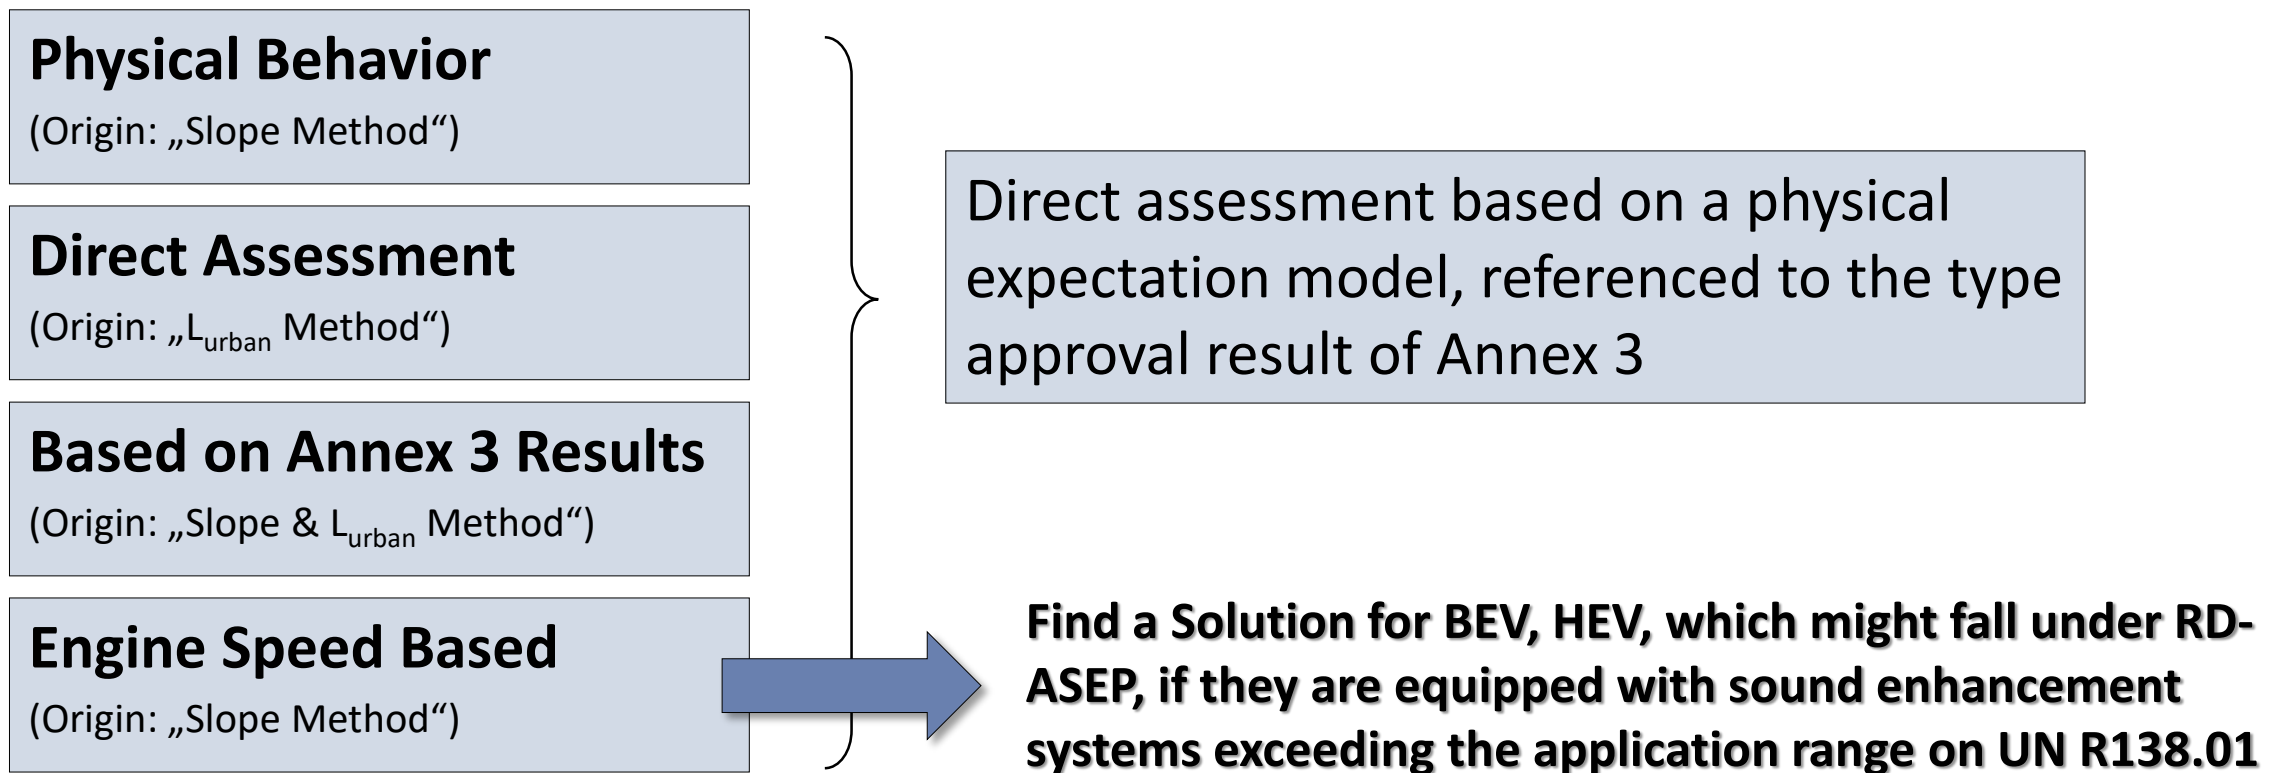 Physical Behavior
(Origin: „Slope Method“)
Direct Assessment
(Origin: „Lurban Method“)
Based on Annex 3 Results
(Origin: „Slope & Lurban Method“)
Engine Speed Based
(Origin: „Slope Method“)
Direct assessment based on a physical
expectation model, referenced to the type
approval result of Annex 3
Find a Solution for BEV, HEV, which might fall under RD-
ASEP, if they are equipped with sound enhancement
systems exceeding the application range on UN R138.01